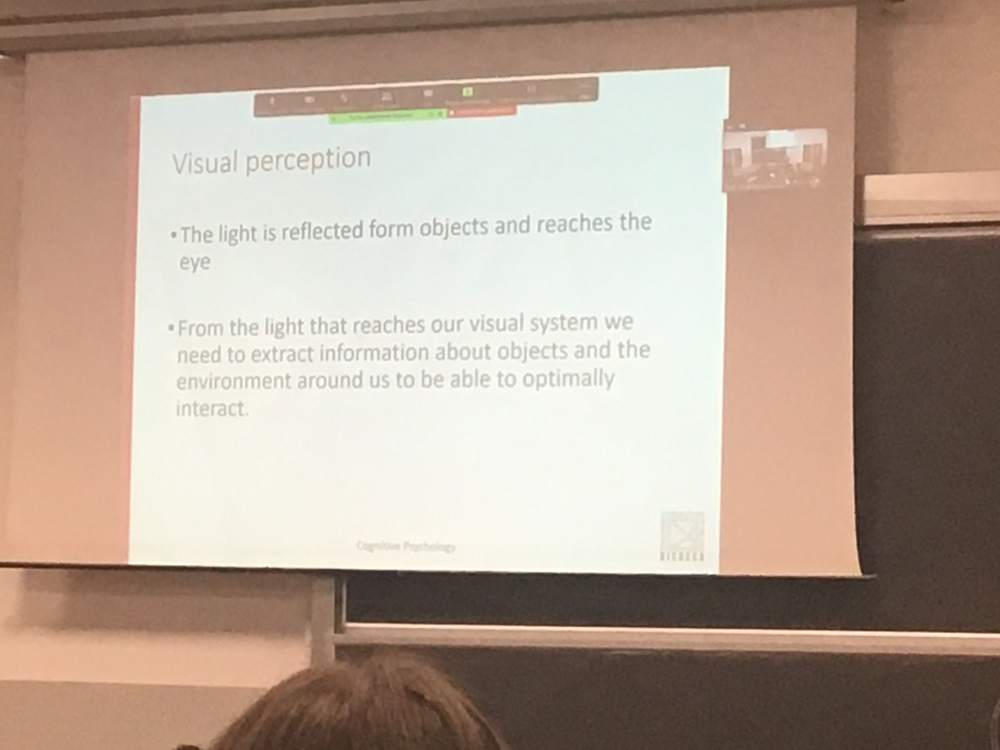 Visual perception
• The light is reflected form objects and reaches the
eye
• From the light that reaches our visual system we
need to extract information about objects and the
environment around us to be able to optimally
interact.
Cognitive Psychology
BICOCCA